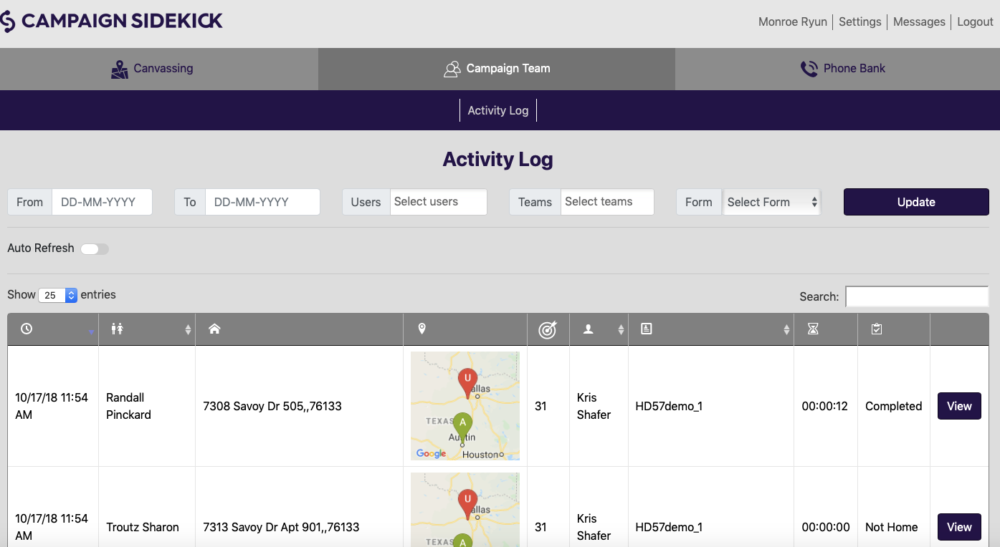 CAMPAIGN SIDEKICK
Monroe Ryun Settings Messages Logout
Canvassing Campaign Team Phone Bank
Activity Log
Activity Log
From DD-MM-YYYY To DD-MM-YYYY Users Select users Teams Select teams Form Select Form Update
Auto Refresh
Show 25 entries Search:
U
allas
10/17/18 11:54
AM
Randall
Pinckard
7308 Savoy Dr 505,,76133
TEXAS
A
Austin
Google Houston
31
Kris
Shafer
HD57demo_1
00:00:12
Completed
View
10/17/18 11:54
AM
Troutz Sharon
7313 Savoy Dr Apt 901,,76133
U
allas
TEXAS
A
31
Kris
Shafer
HD57demo_1
00:00:00
Not Home
View